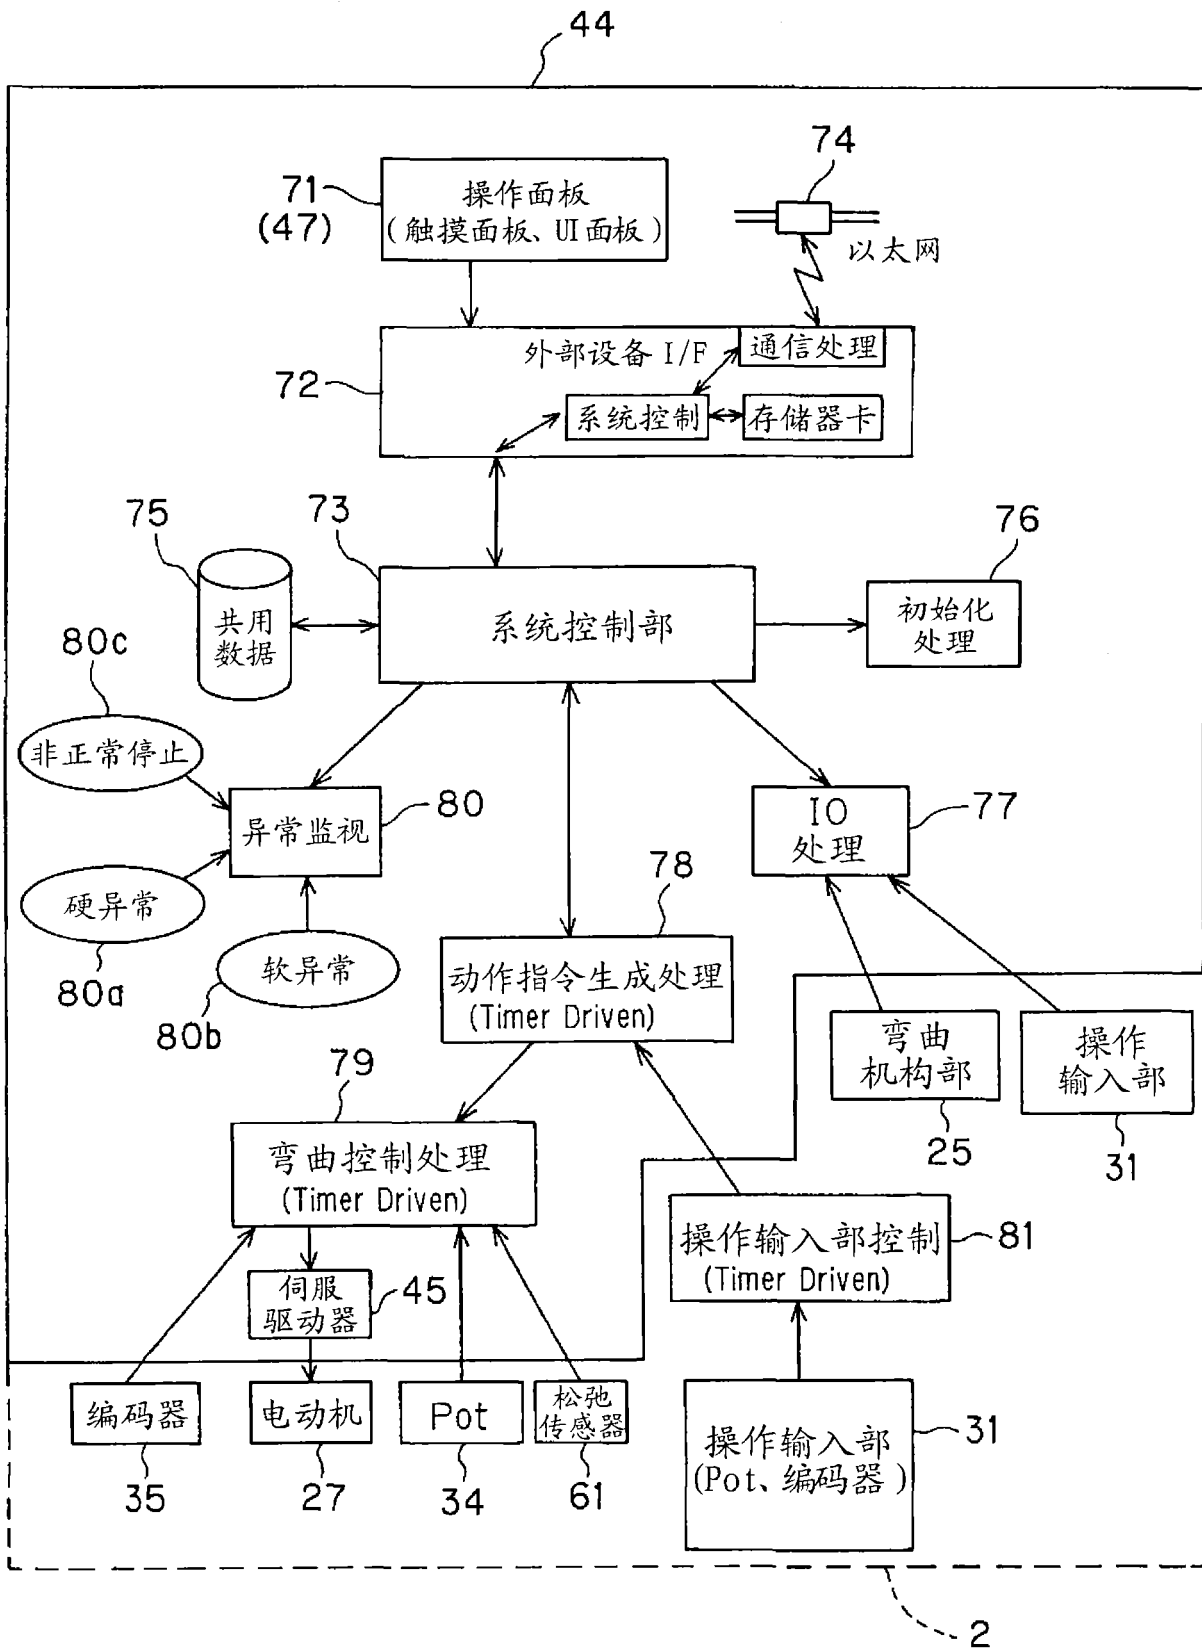 44
71
(47)
操作面板
(触摸面板、UI面板)
74
以太网
72
外部设备 I/F
通信处理
系统控制
存储器卡
75
共用
数据
73
系统控制部
76
初始化
处理
80c
非正常停止
异常监视
80
IO
处理
77
硬异常
80a
软异常
80b
78
动作指令生成处理
(Timer Driven)
弯曲
机构部
25
操作
输入部
31
79
弯曲控制处理
(Timer Driven)
操作输入部控制
(Timer Driven)
81
伺服
驱动器
45
编码器
35
电动机
27
Pot
34
松弛
传感器
61
操作输入部
(Pot、编码器)
31
2